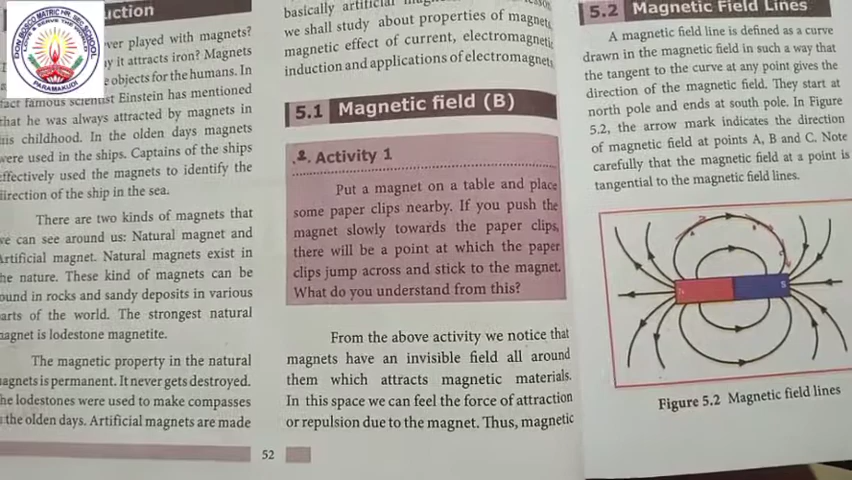 DON BOSCO MATRIC HR. SEC. SCHOOL
LOVE & SERVE THE WORLD
PARAMAKUDI
uction
ver played with magnets?
y it attracts iron? Magnets
objects for the humans. In
fact famous scientist Einstein has mentioned
that he was always attracted by magnets in
his childhood. In the olden days magnets
were used in the ships. Captains of the ships
effectively used the magnets to identify the
direction of the ship in the sea.
There are two kinds of magnets that
we can see around us: Natural magnet and
Artificial magnet. Natural magnets exist in
the nature. These kind of magnets can be
ound in rocks and sandy deposits in various
arts of the world. The strongest natural
magnet is lodestone magnetite.
The magnetic property in the natural
magnets is permanent. It never gets destroyed.
he lodestones were used to make compasses
the olden days. Artificial magnets are made
basically artificial
we shall study about properties of magnets,
magnetic effect of current, electromagnetic
induction and applications of electromagnets.
5.1 Magnetic field (B)
Activity 1
Put a magnet on a table and place
some paper clips nearby. If you push the
magnet slowly towards the paper clips,
there will be a point at which the paper
clips jump across and stick to the magnet.
What do you understand from this?
From the above activity we notice that
magnets have an invisible field all around
them which attracts magnetic materials.
In this space we can feel the force of attraction
or repulsion due to the magnet. Thus, magnetic
52
5.2 Magnetic Field Lines
A magnetic field line is defined as a curve
drawn in the magnetic field in such a way that
the tangent to the curve at any point gives the
direction of the magnetic field. They start at
north pole and ends at south pole. In Figure
5.2, the arrow mark indicates the direction
of magnetic field at points A, B and C. Note
carefully that the magnetic field at a point is
tangential to the magnetic field lines.
S
Figure 5.2 Magnetic field lines